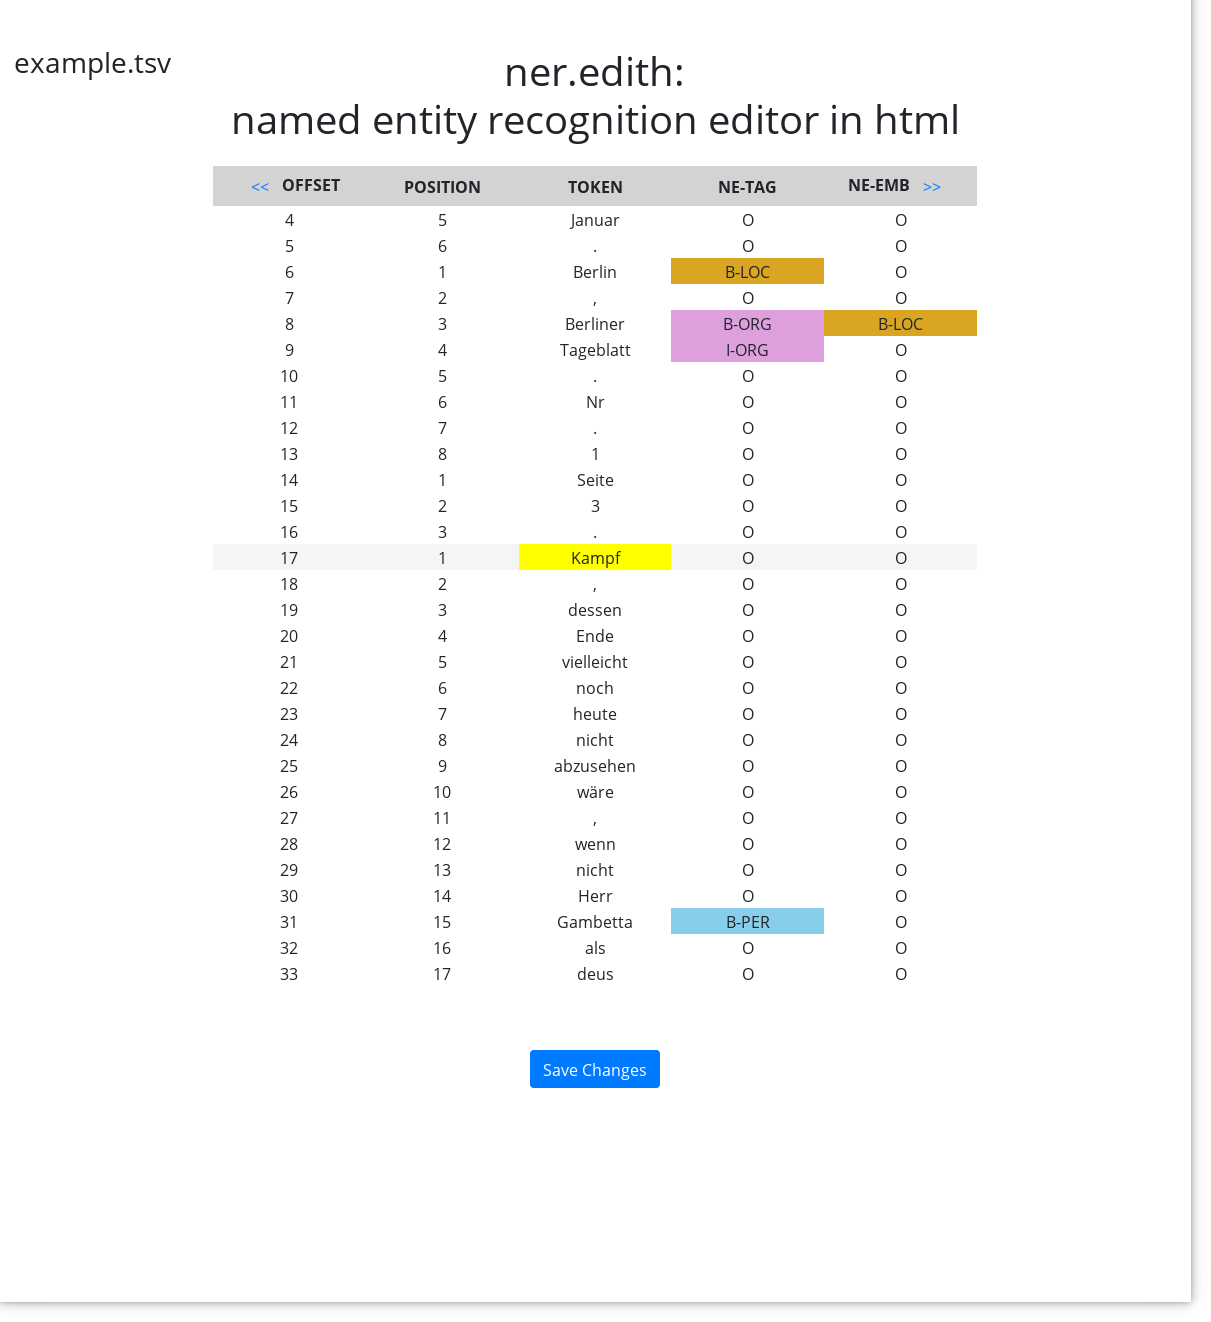 example.tsv
ner.edith:
named entity recognition editor in html
<< OFFSET POSITION TOKEN NE-TAG NE-EMB >>
4 5 Januar O O
5 6 . O O
6 1 Berlin B-LOC O
7 2 , O O
8 3 Berliner B-ORG B-LOC
9 4 Tageblatt I-ORG O
10 5 . O O
11 6 Nr O O
12 7 . O O
13 8 1 O O
14 1 Seite O O
15 2 3 O O
16 3 . O O
17 1 Kampf O O
18 2 , O O
19 3 dessen O O
20 4 Ende O O
21 5 vielleicht O O
22 6 noch O O
23 7 heute O O
24 8 nicht O O
25 9 abzusehen O O
26 10 wäre O O
27 11 , O O
28 12 wenn O O
29 13 nicht O O
30 14 Herr O O
31 15 Gambetta B-PER O
32 16 als O O
33 17 deus O O
Save Changes